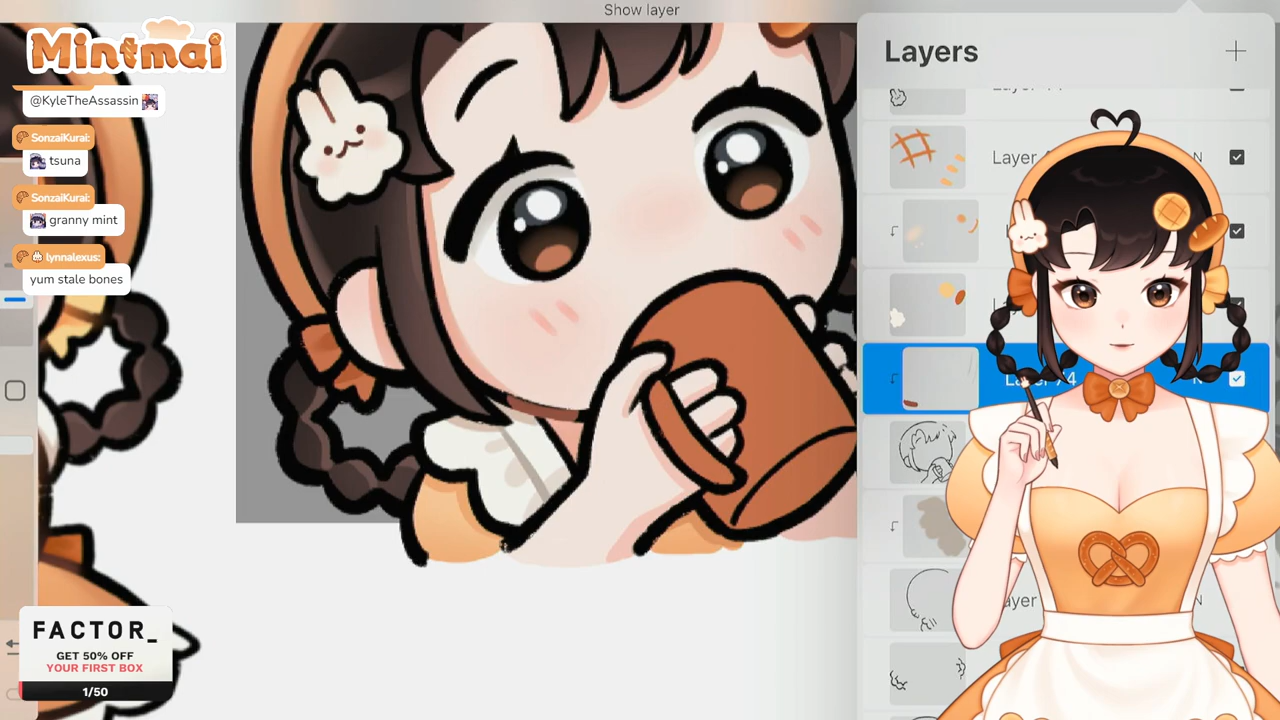 Show layer
Mintmai
@KyleTheAssassin
SonzaiKurai:
tsuna
SonzaiKurai:
granny mint
lynnalexus:
yum stale bones
FACTOR_
GET 50% OFF
YOUR FIRST BOX
1/50
Layers
Layer
N
N